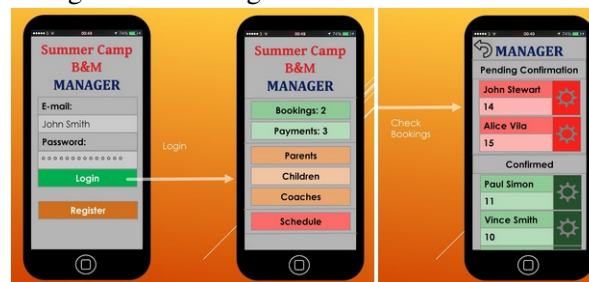 Summer Camp
B&M
MANAGER
E-mail:
John Smith
Password:
Login
Register
Login
Summer Camp
B&M
MANAGER
Bookings: 2
Payments: 3
Parents
Children
Coaches
Schedule
Check
Bookings
MANAGER
Pending Confirmation
John Stewart
14
Alice Vila
15
Confirmed
Paul Simon
11
Vince Smith
10